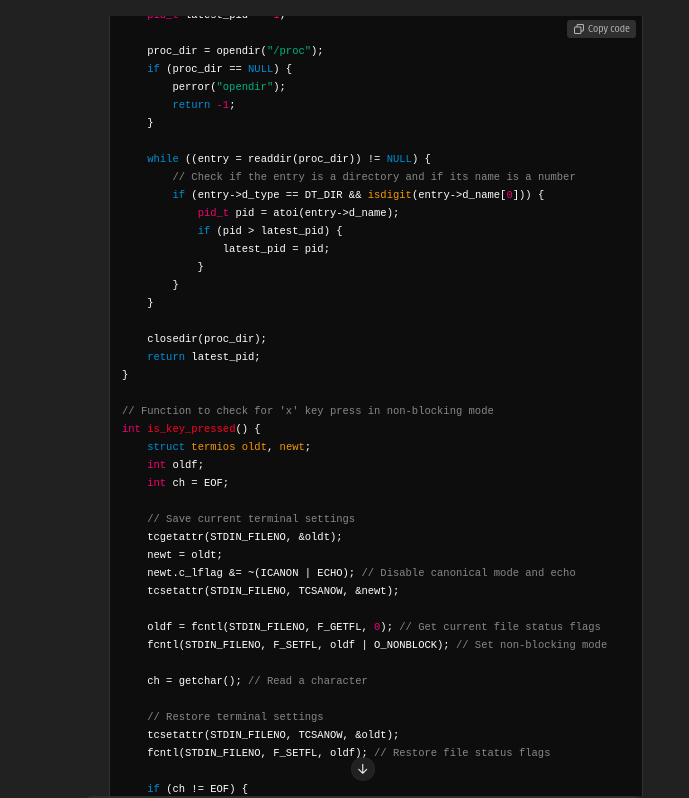 pid_t latest_pid = -1;
Copy code
proc_dir = opendir("/proc");
if (proc_dir == NULL) {
perror("opendir");
return -1;
}
while ((entry = readdir(proc_dir)) != NULL) {
// Check if the entry is a directory and if its name is a number
if (entry->d_type == DT_DIR && isdigit(entry->d_name[0])) {
pid_t pid = atoi(entry->d_name);
if (pid > latest_pid) {
latest_pid = pid;
}
}
}
closedir(proc_dir);
return latest_pid;
}
// Function to check for 'x' key press in non-blocking mode
int is_key_pressed() {
struct termios oldt, newt;
int oldf;
int ch = EOF;
// Save current terminal settings
tcgetattr(STDIN_FILENO, &oldt);
newt = oldt;
newt.c_lflag &= ~(ICANON | ECHO); // Disable canonical mode and echo
tcsetattr(STDIN_FILENO, TCSANOW, &newt);
oldf = fcntl(STDIN_FILENO, F_GETFL, 0); // Get current file status flags
fcntl(STDIN_FILENO, F_SETFL, oldf | O_NONBLOCK); // Set non-blocking mode
ch = getchar(); // Read a character
// Restore terminal settings
tcsetattr(STDIN_FILENO, TCSANOW, &oldt);
fcntl(STDIN_FILENO, F_SETFL, oldf); // Restore file status flags
if (ch != EOF) {